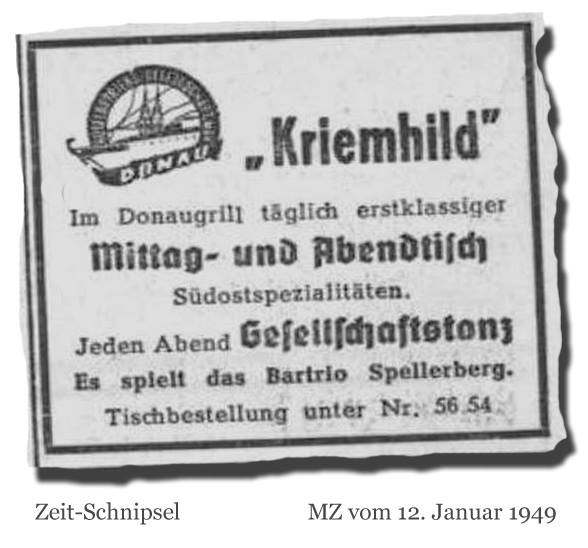 DONAU
„Kriemhild"
Im Donaugrill täglich erstklassiger
Mittag- und Abendtisch
Südostspezialitäten.
Jeden Abend Gesellschaftstanz
Es spielt das Bartrio Spellerberg.
Tischbestellung unter Nr. 56 54
Zeit-Schnipsel
MZ vom 12. Januar 1949